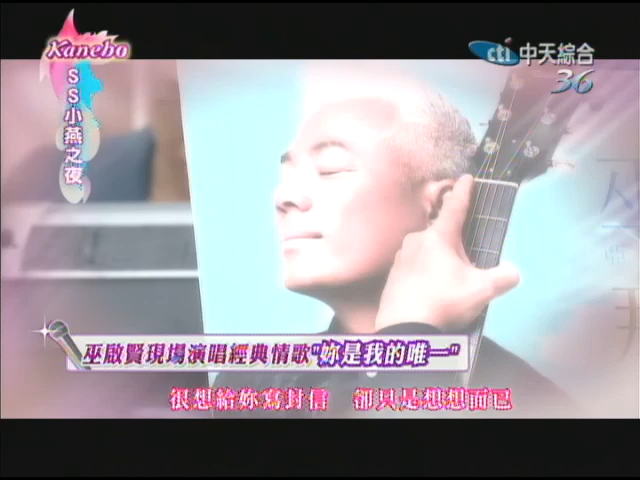 Kanebo
SS小燕之夜
cti 中天綜合
36
巫啟賢現場演唱經典情歌"妳是我的唯一"
很想給妳寫封信 卻只是想想而已